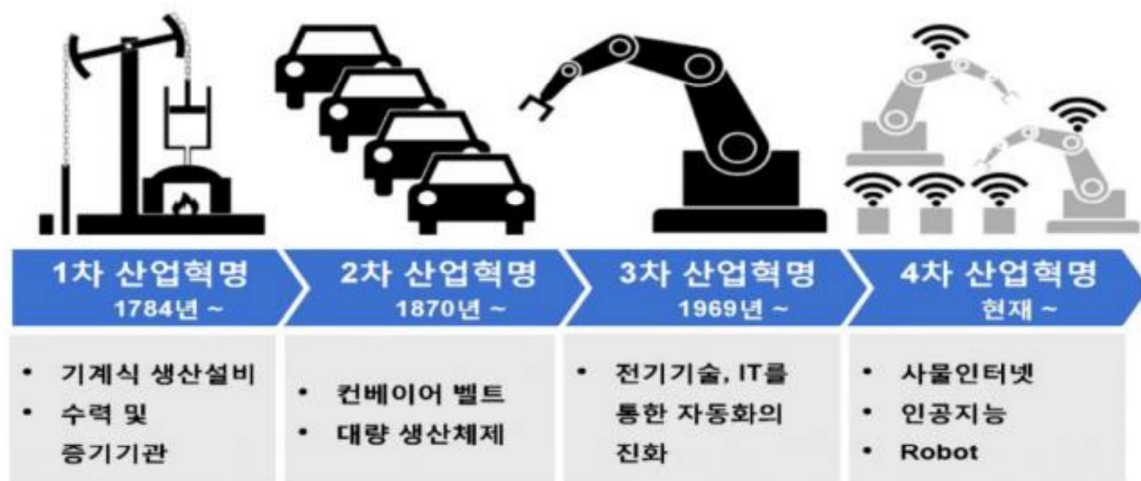 1차 산업혁명
1784년 ~
2차 산업혁명
1870년 ~
3차 산업혁명
1969년 ~
4차 산업혁명
현재 ~
• 기계식 생산설비
• 수력 및
증기기관
• 컨베이어 벨트
• 대량 생산체제
• 전기기술, IT를
통한 자동화의
진화
• 사물인터넷
• 인공지능
• Robot